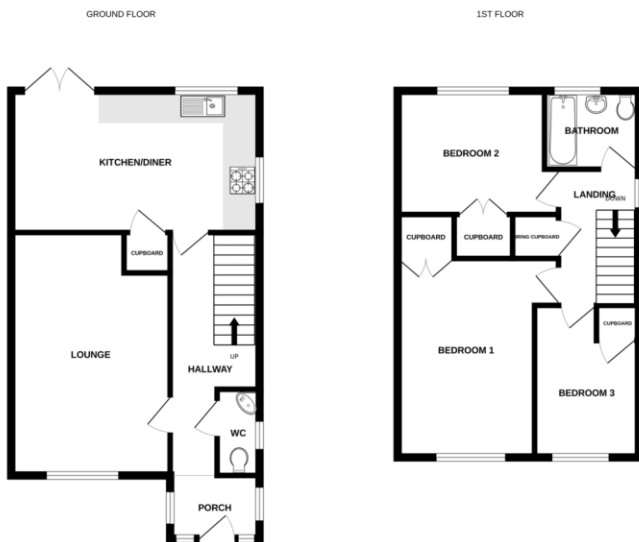 GROUND FLOOR
1ST FLOOR
KITCHEN/DINER
CUPBOARD
LOUNGE
UP
HALLWAY
WC
PORCH
BATHROOM
BEDROOM 2
LANDING
DOWN
CUPBOARD
CUPBOARD
CUPBOARD
BEDROOM 1
CUPBOARD
BEDROOM 3